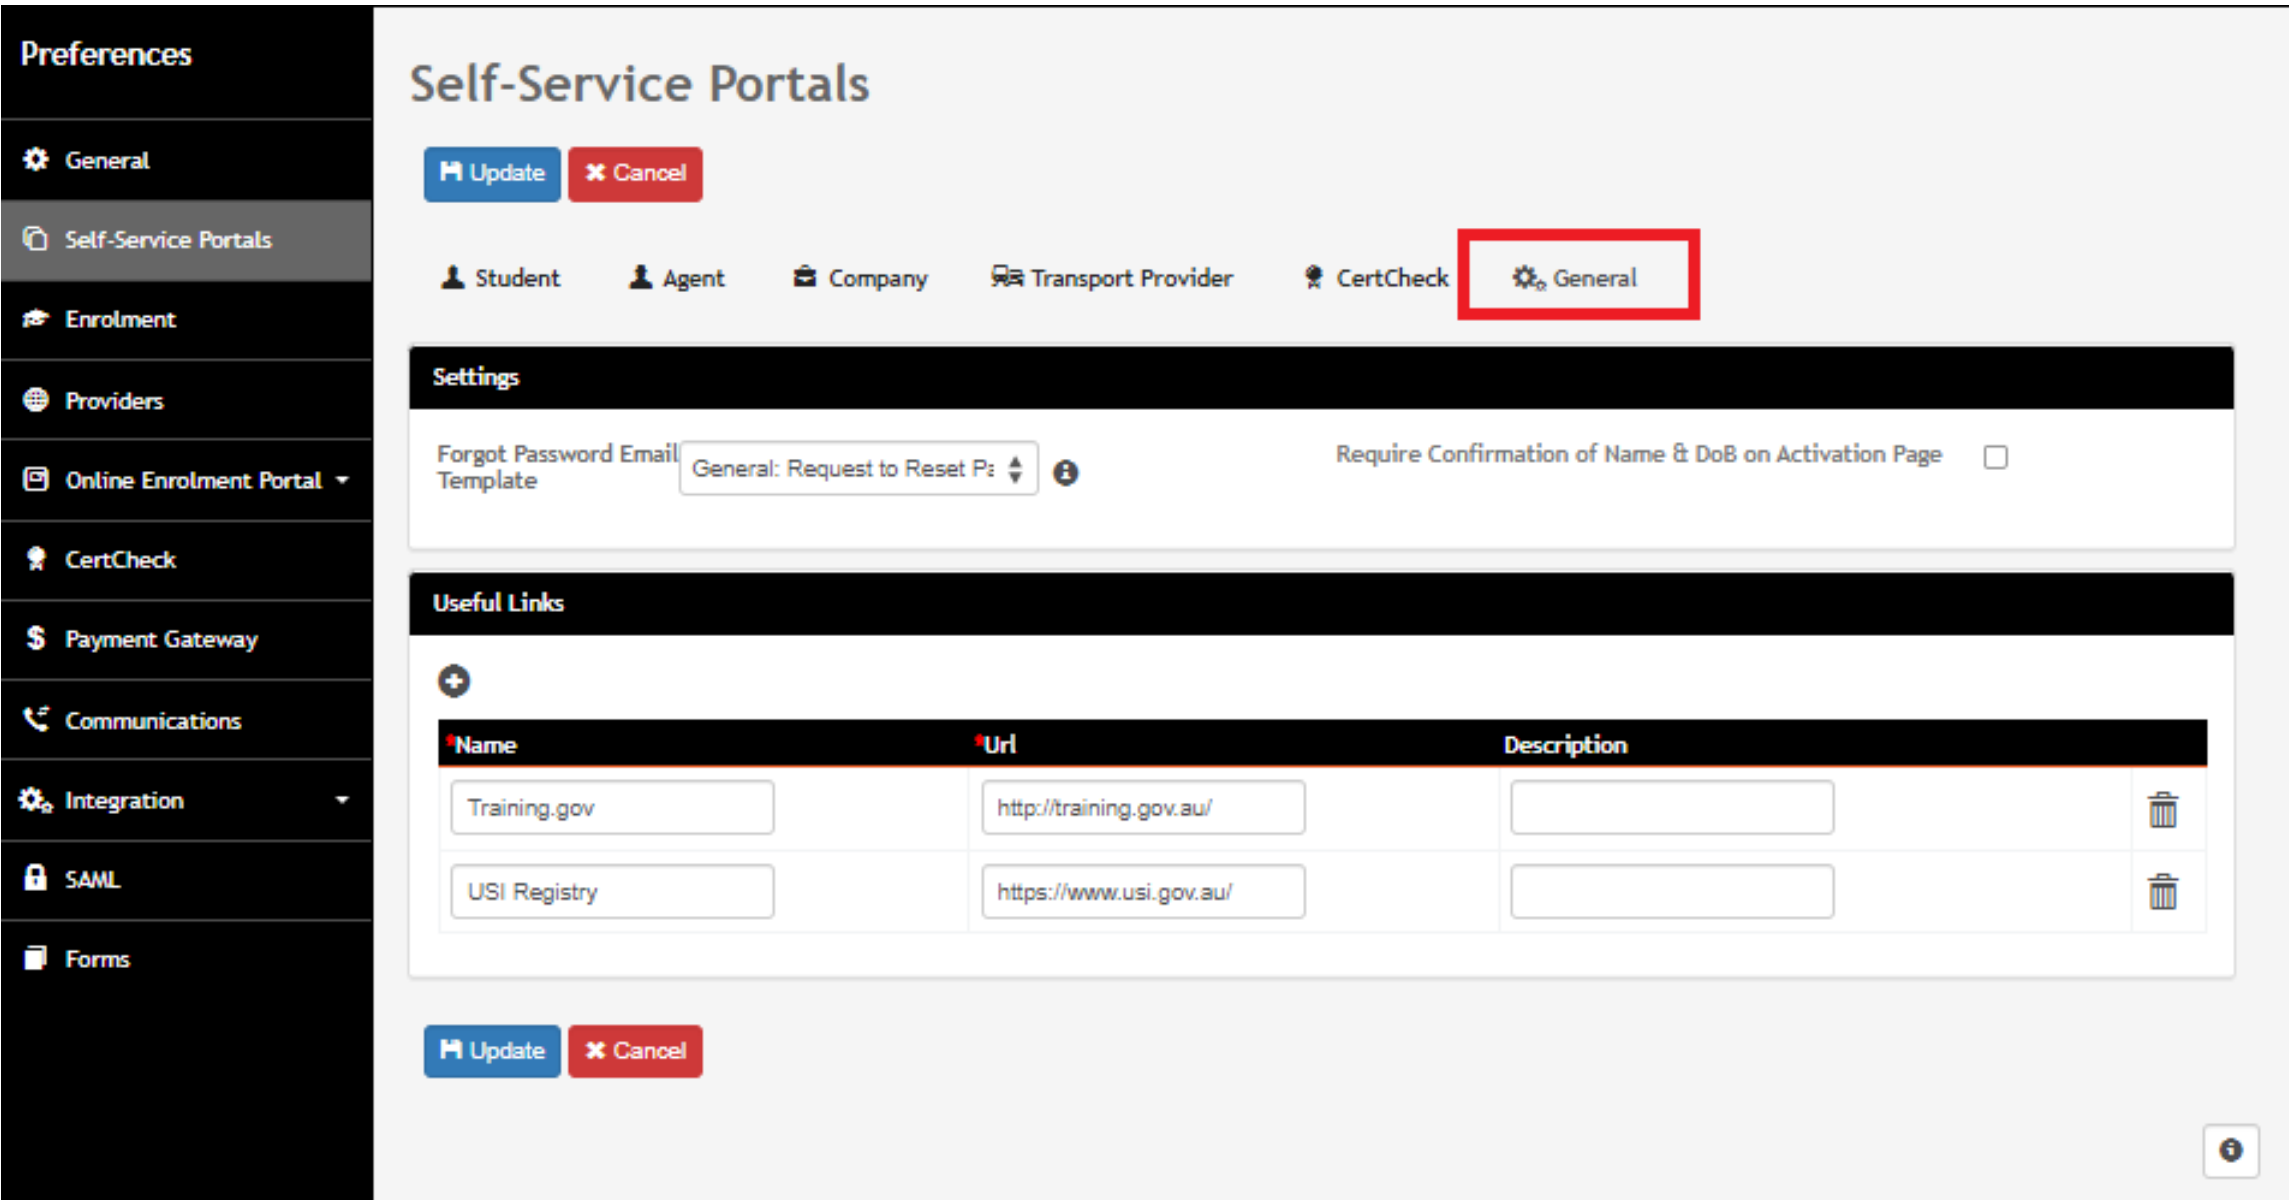 Preferences
General
Self-Service Portals
Enrolment
Providers
Online Enrolment Portal
CertCheck
Payment Gateway
Communications
Integration
SAML
Forms
Self-Service Portals
Update Cancel
Student Agent Company Transport Provider CertCheck General
Settings
Forgot Password Email
Template
General: Request to Reset Pa
Require Confirmation of Name & DoB on Activation Page
Useful Links
*Name *Url Description
Training.gov http://training.gov.au/
USI Registry https://www.usi.gov.au/
Update Cancel